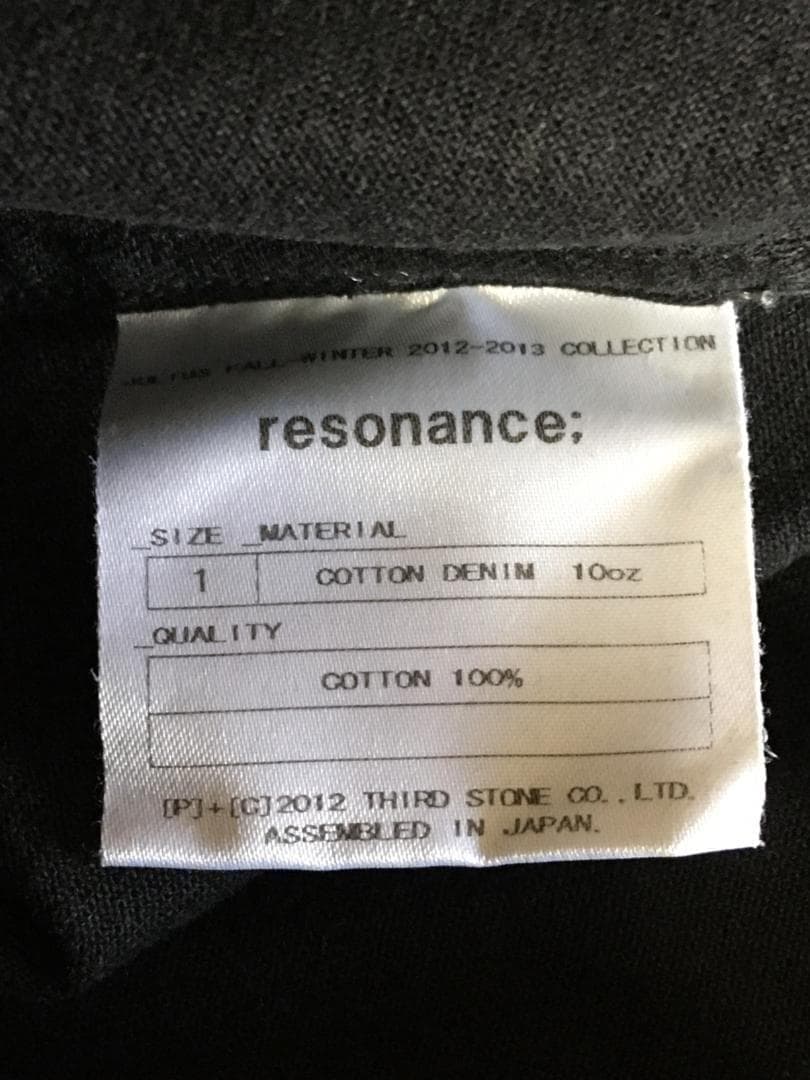 JULIUS FALL-WINTER 2012-2013 COLLECTION
resonance;
_SIZE _MATERIAL
1 COTTON DENIM 10oz
_QUALITY
COTTON 100%
[P]+[C]2012 THIRD STONE CO.,LTD.
ASSEMBLED IN JAPAN.